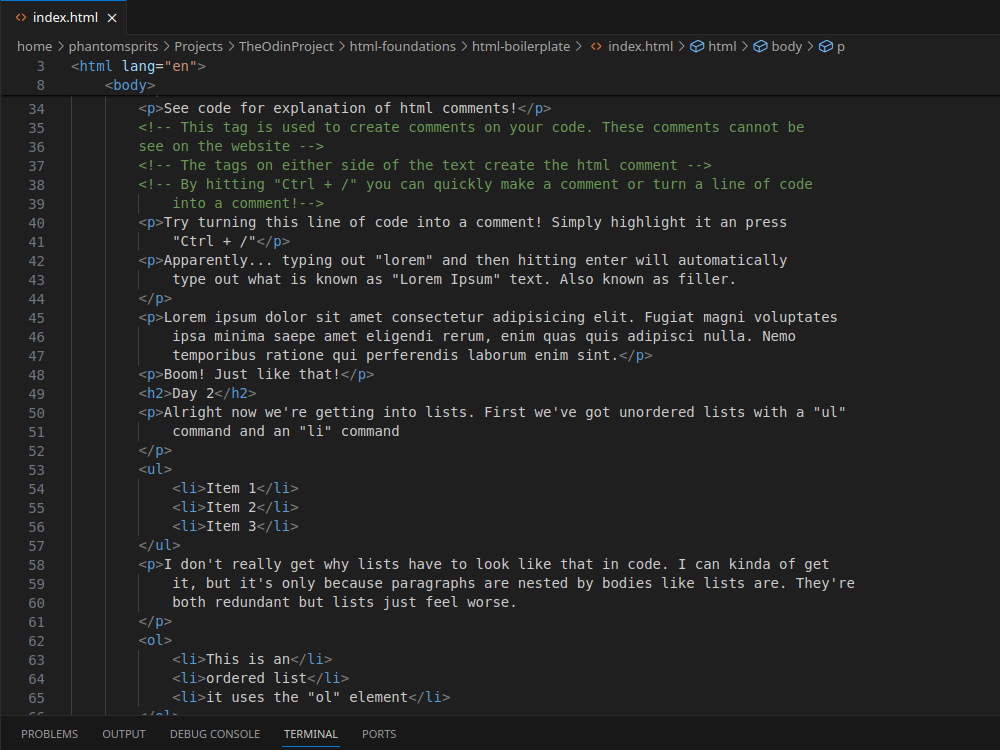 index.html
home > phantomsprits > Projects > TheOdinProject > html-foundations > html-boilerplate > index.html > html > body > p
3 <html lang="en">
8 <body>
34 <p>See code for explanation of html comments!</p>
35 <!-- This tag is used to create comments on your code. These comments cannot be
36 see on the website -->
37 <!-- The tags on either side of the text create the html comment -->
38 <!-- By hitting "Ctrl + /" you can quickly make a comment or turn a line of code
39 into a comment!-->
40 <p>Try turning this line of code into a comment! Simply highlight it an press
41 "Ctrl + /"</p>
42 <p>Apparently... typing out "lorem" and then hitting enter will automatically
43 type out what is known as "Lorem Ipsum" text. Also known as filler.
44 </p>
45 <p>Lorem ipsum dolor sit amet consectetur adipisicing elit. Fugiat magni voluptates
46 ipsa minima saepe amet eligendi rerum, enim quas quis adipisci nulla. Nemo
47 temporibus ratione qui perferendis laborum enim sint.</p>
48 <p>Boom! Just like that!</p>
49 <h2>Day 2</h2>
50 <p>Alright now we're getting into lists. First we've got unordered lists with a "ul"
51 command and an "li" command
52 </p>
53 <ul>
54 <li>Item 1</li>
55 <li>Item 2</li>
56 <li>Item 3</li>
57 </ul>
58 <p>I don't really get why lists have to look like that in code. I can kinda of get
59 it, but it's only because paragraphs are nested by bodies like lists are. They're
60 both redundant but lists just feel worse.
61 </p>
62 <ol>
63 <li>This is an</li>
64 <li>ordered list</li>
65 <li>it uses the "ol" element</li>
66 </ol>
PROBLEMS OUTPUT DEBUG CONSOLE TERMINAL PORTS